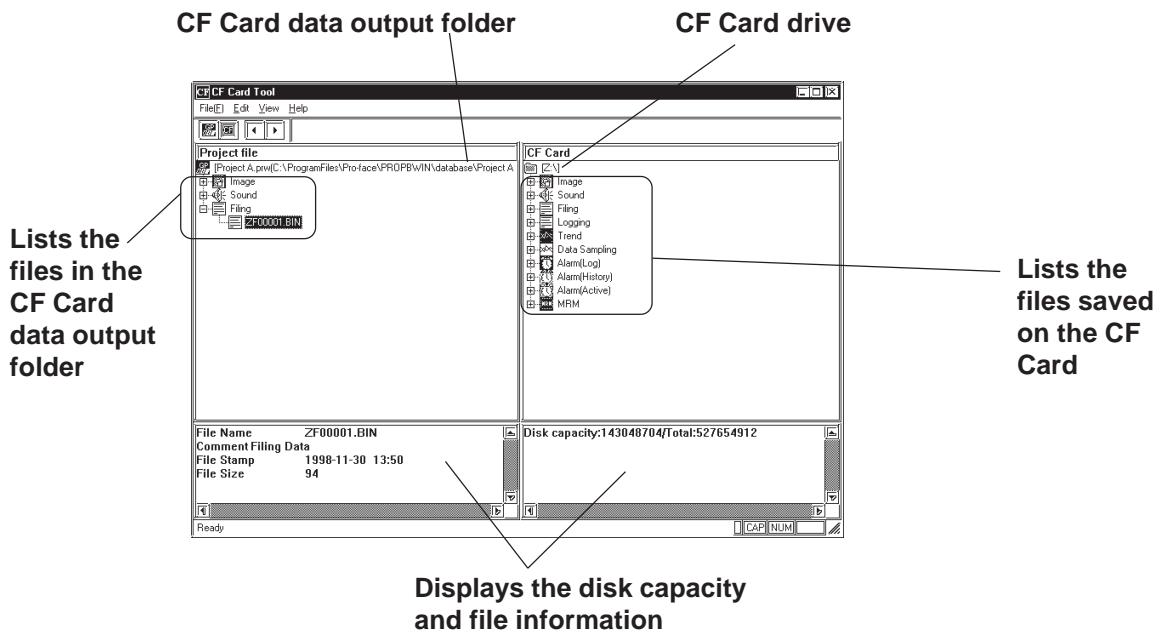 CF Card data output folder
CF Card drive
CF CF Card Tool
File[F] Edit View Help
GP CF
Project file
GP [Project A.prw(C:\ProgramFiles\Pro-face\PROPBWIN\database\Project A
Image
Sound
Filing
ZF00001.BIN
CF Card
[Z:\]
Image
Sound
Filing
Logging
Trend
Data Sampling
Alarm(Log)
Alarm(History)
Alarm(Active)
MRM
Lists the
files in the
CF Card
data output
folder
Lists the
files saved
on the CF
Card
File Name ZF00001.BIN
Comment Filing Data
File Stamp 1998-11-30 13:50
File Size 94
Disk capacity:143048704/Total:527654912
Ready
CAP NUM
Displays the disk capacity
and file information